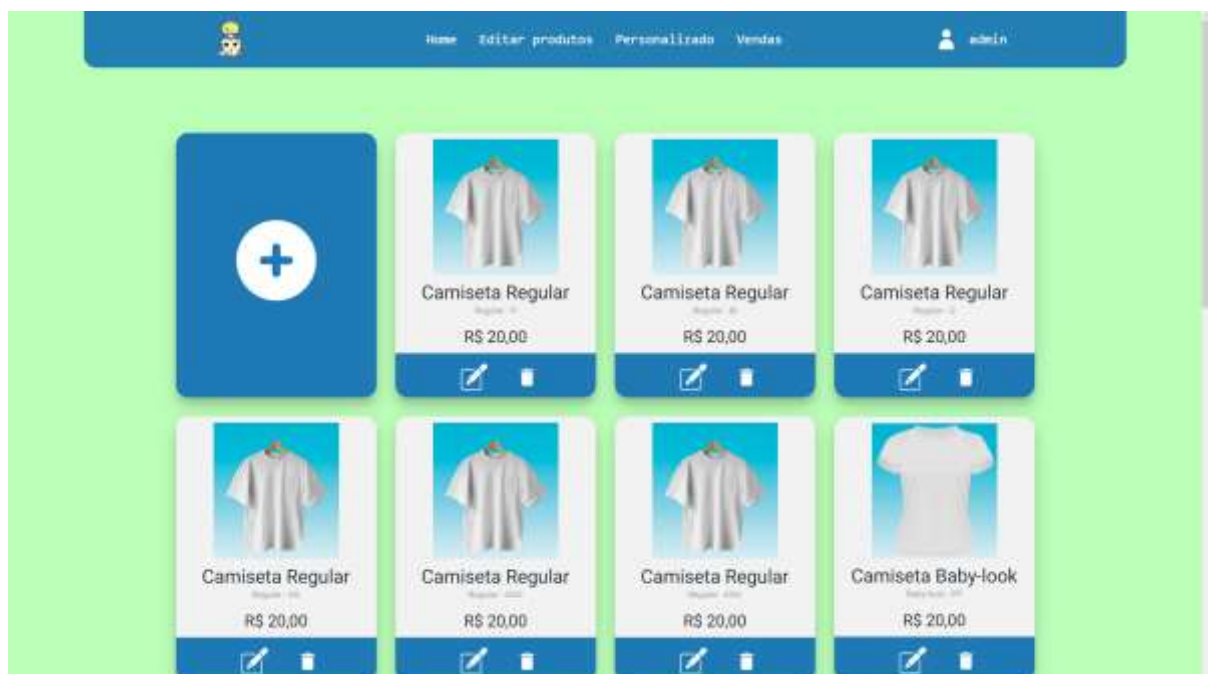 Home Editar produtos Personalizado Vendas admin
Camiseta Regular
R$ 20,00
Camiseta Regular
R$ 20,00
Camiseta Regular
R$ 20,00
Camiseta Regular
R$ 20,00
Camiseta Regular
R$ 20,00
Camiseta Regular
R$ 20,00
Camiseta Baby-look
R$ 20,00